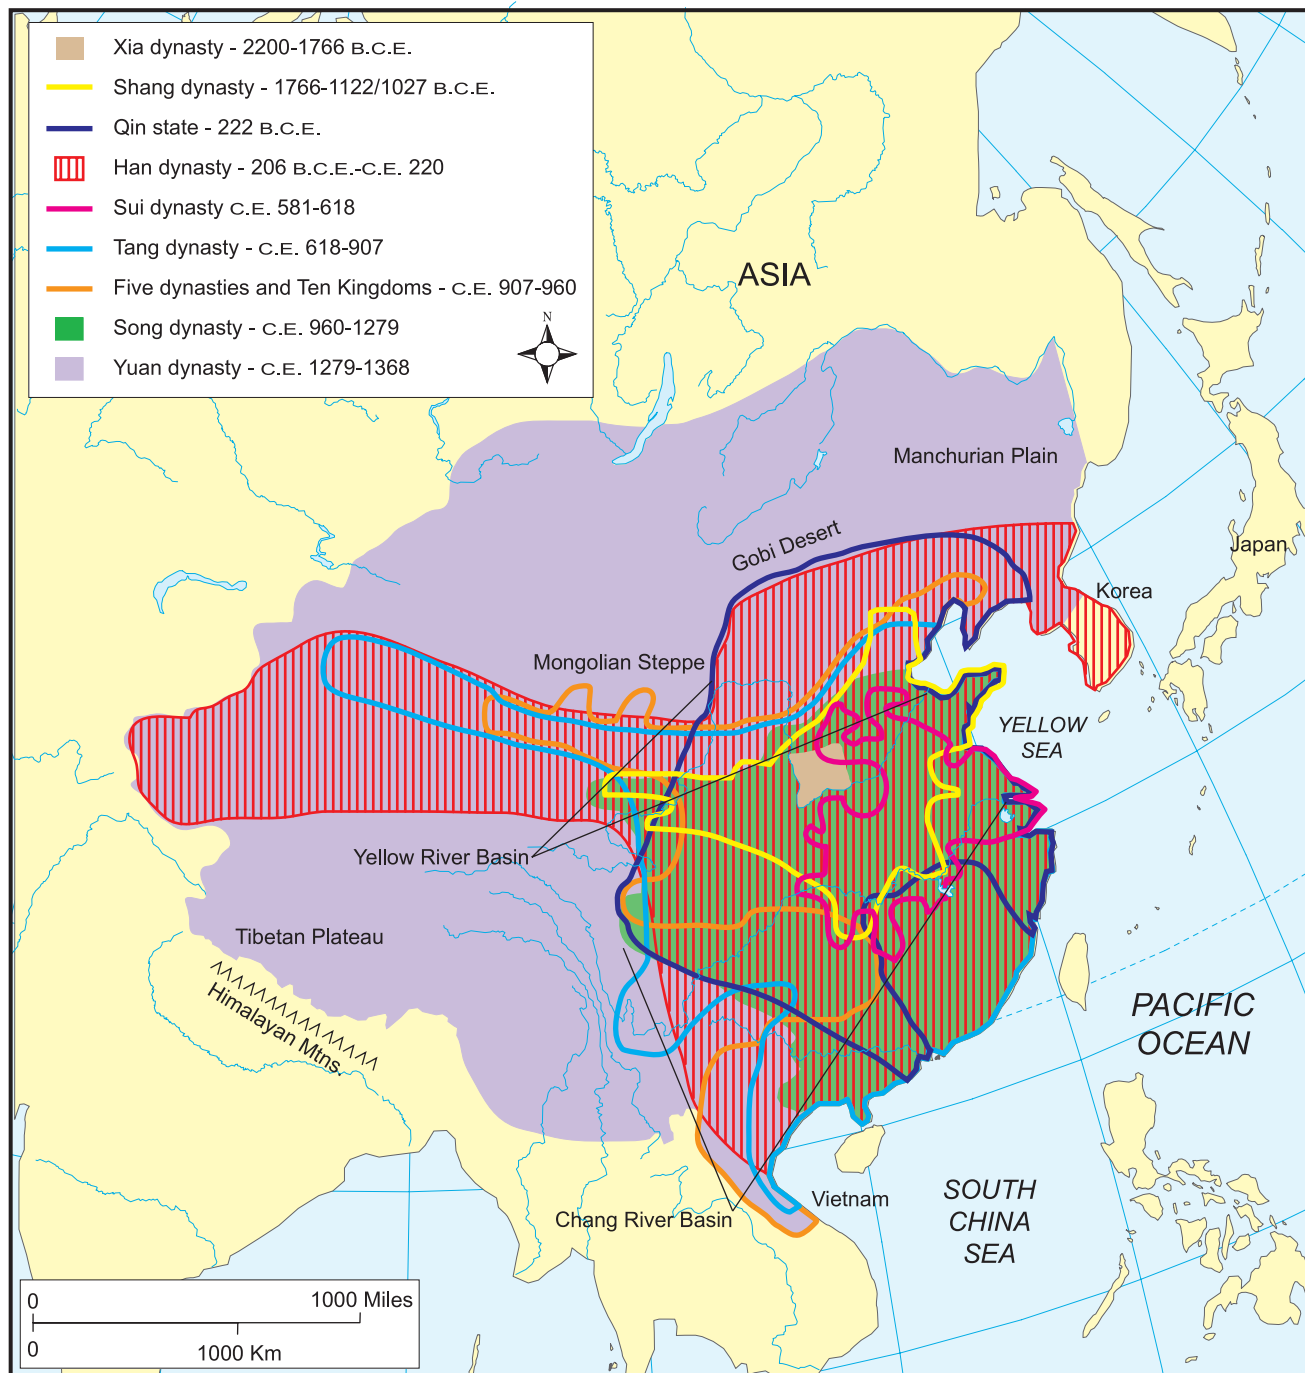 Xia dynasty - 2200-1766 B.C.E.
Shang dynasty - 1766-1122/1027 B.C.E.
Qin state - 222 B.C.E.
Han dynasty - 206 B.C.E.-C.E. 220
Sui dynasty C.E. 581-618
Tang dynasty - C.E. 618-907
Five dynasties and Ten Kingdoms - C.E. 907-960
Song dynasty - C.E. 960-1279
Yuan dynasty - C.E. 1279-1368
N
ASIA
Manchurian Plain
Gobi Desert
Japan
Korea
Mongolian Steppe
YELLOW
SEA
Yellow River Basin
Tibetan Plateau
Himalayan Mtns.
PACIFIC
OCEAN
Vietnam
Chang River Basin
SOUTH
CHINA
SEA
0
1000 Miles
0
1000 Km